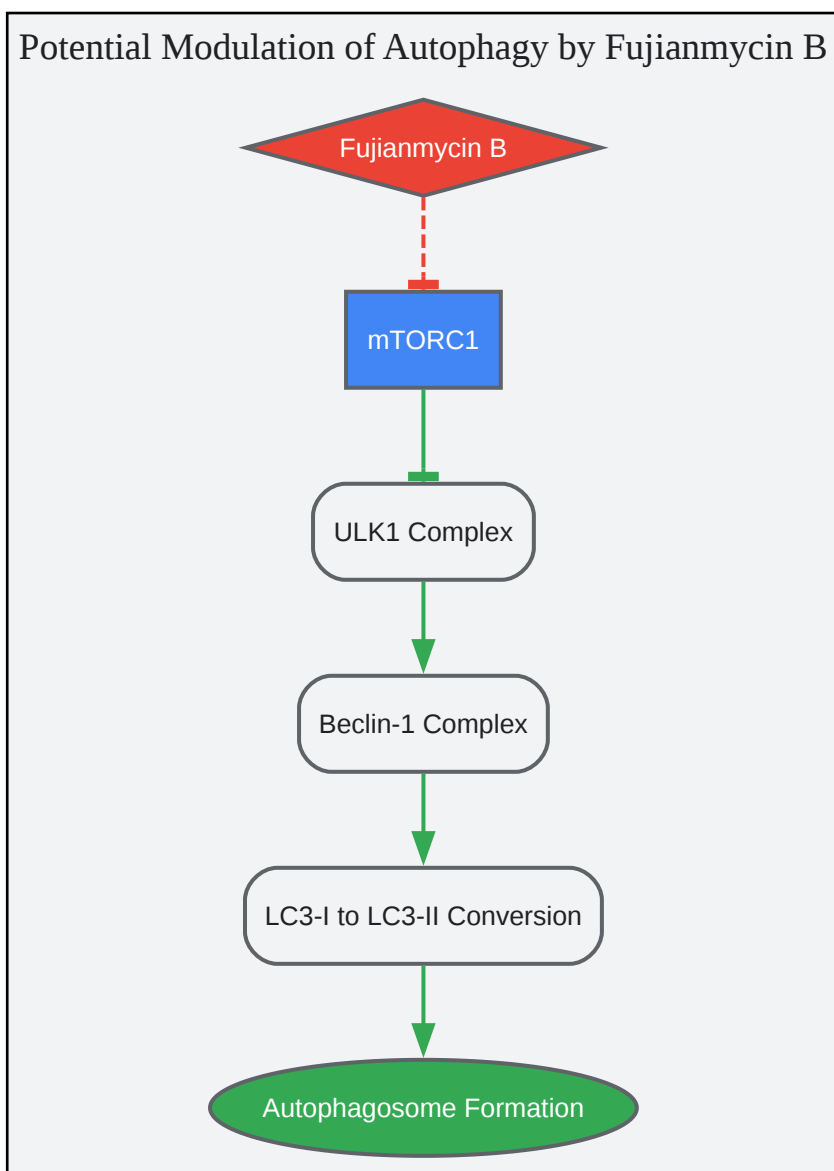 Potential Modulation of Autophagy by Fujianmycin B
Fujianmycin B
mTORC1
ULK1 Complex
Beclin-1 Complex
LC3-I to LC3-II Conversion
Autophagosome Formation